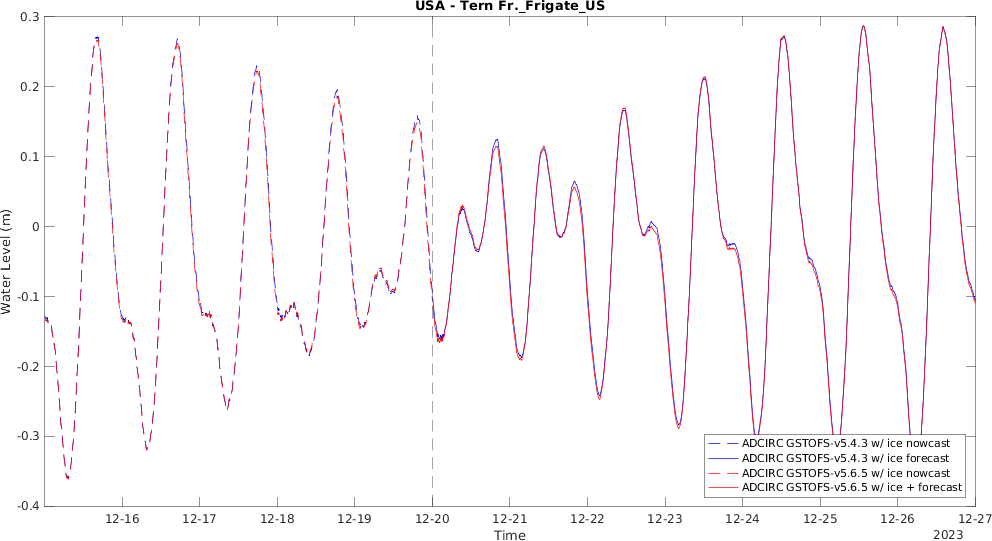 USA - Tern Fr._Frigate_US
0.3
0.2
0.1
0
-0.1
-0.2
-0.3
-0.4
Water Level (m)
ADCIRC GSTOFS-v5.4.3 w/ ice nowcast
ADCIRC GSTOFS-v5.4.3 w/ ice forecast
ADCIRC GSTOFS-v5.6.5 w/ ice nowcast
ADCIRC GSTOFS-v5.6.5 w/ ice + forecast
12-16 12-17 12-18 12-19 12-20 12-21 12-22 12-23 12-24 12-25 12-26 12-27
Time
2023